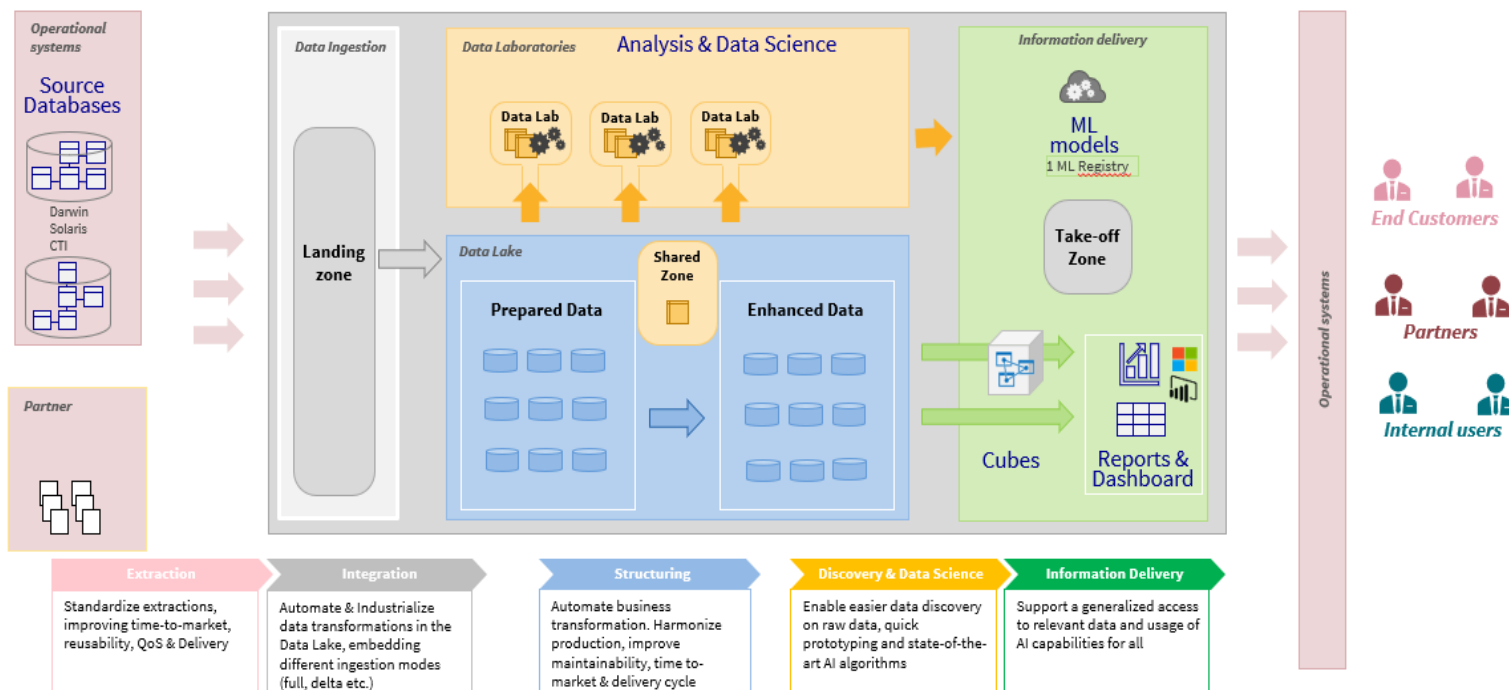 Operational
systems
Source
Databases
Darwin
Solaris
CTI
Partner
Data Ingestion
Landing
zone
Data Laboratories
Analysis & Data Science
Data Lab
Data Lab
Data Lab
Data Lake
Shared
Zone
Prepared Data
Enhanced Data
Information delivery
ML
models
1 ML Registry
Take-off
Zone
Cubes
Reports &
Dashboard
Operational systems
End Customers
Partners
Internal users
Extraction
Standardize extractions,
improving time-to-market,
reusability, QoS & Delivery
Integration
Automate & Industrialize
data transformations in the
Data Lake, embedding
different ingestion modes
(full, delta etc.)
Structuring
Automate business
transformation. Harmonize
production, improve
maintainability, time to-
market & delivery cycle
Discovery & Data Science
Enable easier data discovery
on raw data, quick
prototyping and state-of-the-
art AI algorithms
Information Delivery
Support a generalized access
to relevant data and usage of
AI capabilities for all